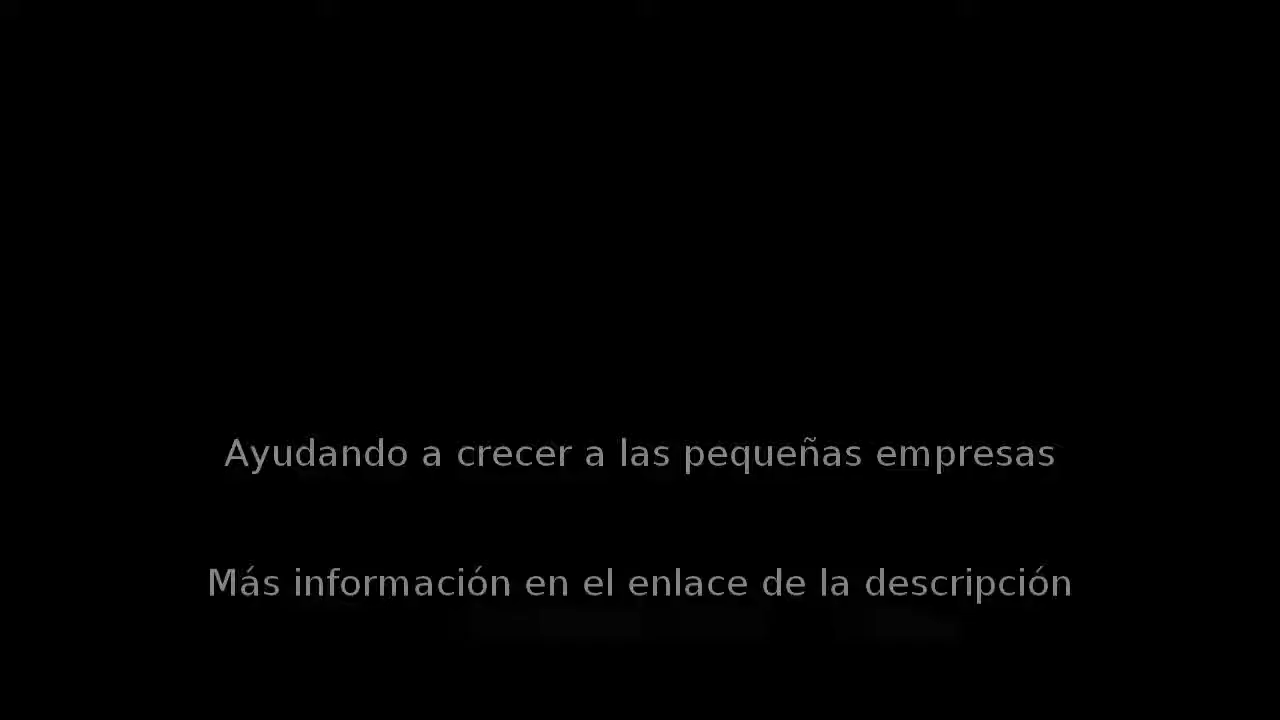 Ayudando a crecer a las pequeñas empresas
Más información en el enlace de la descripción